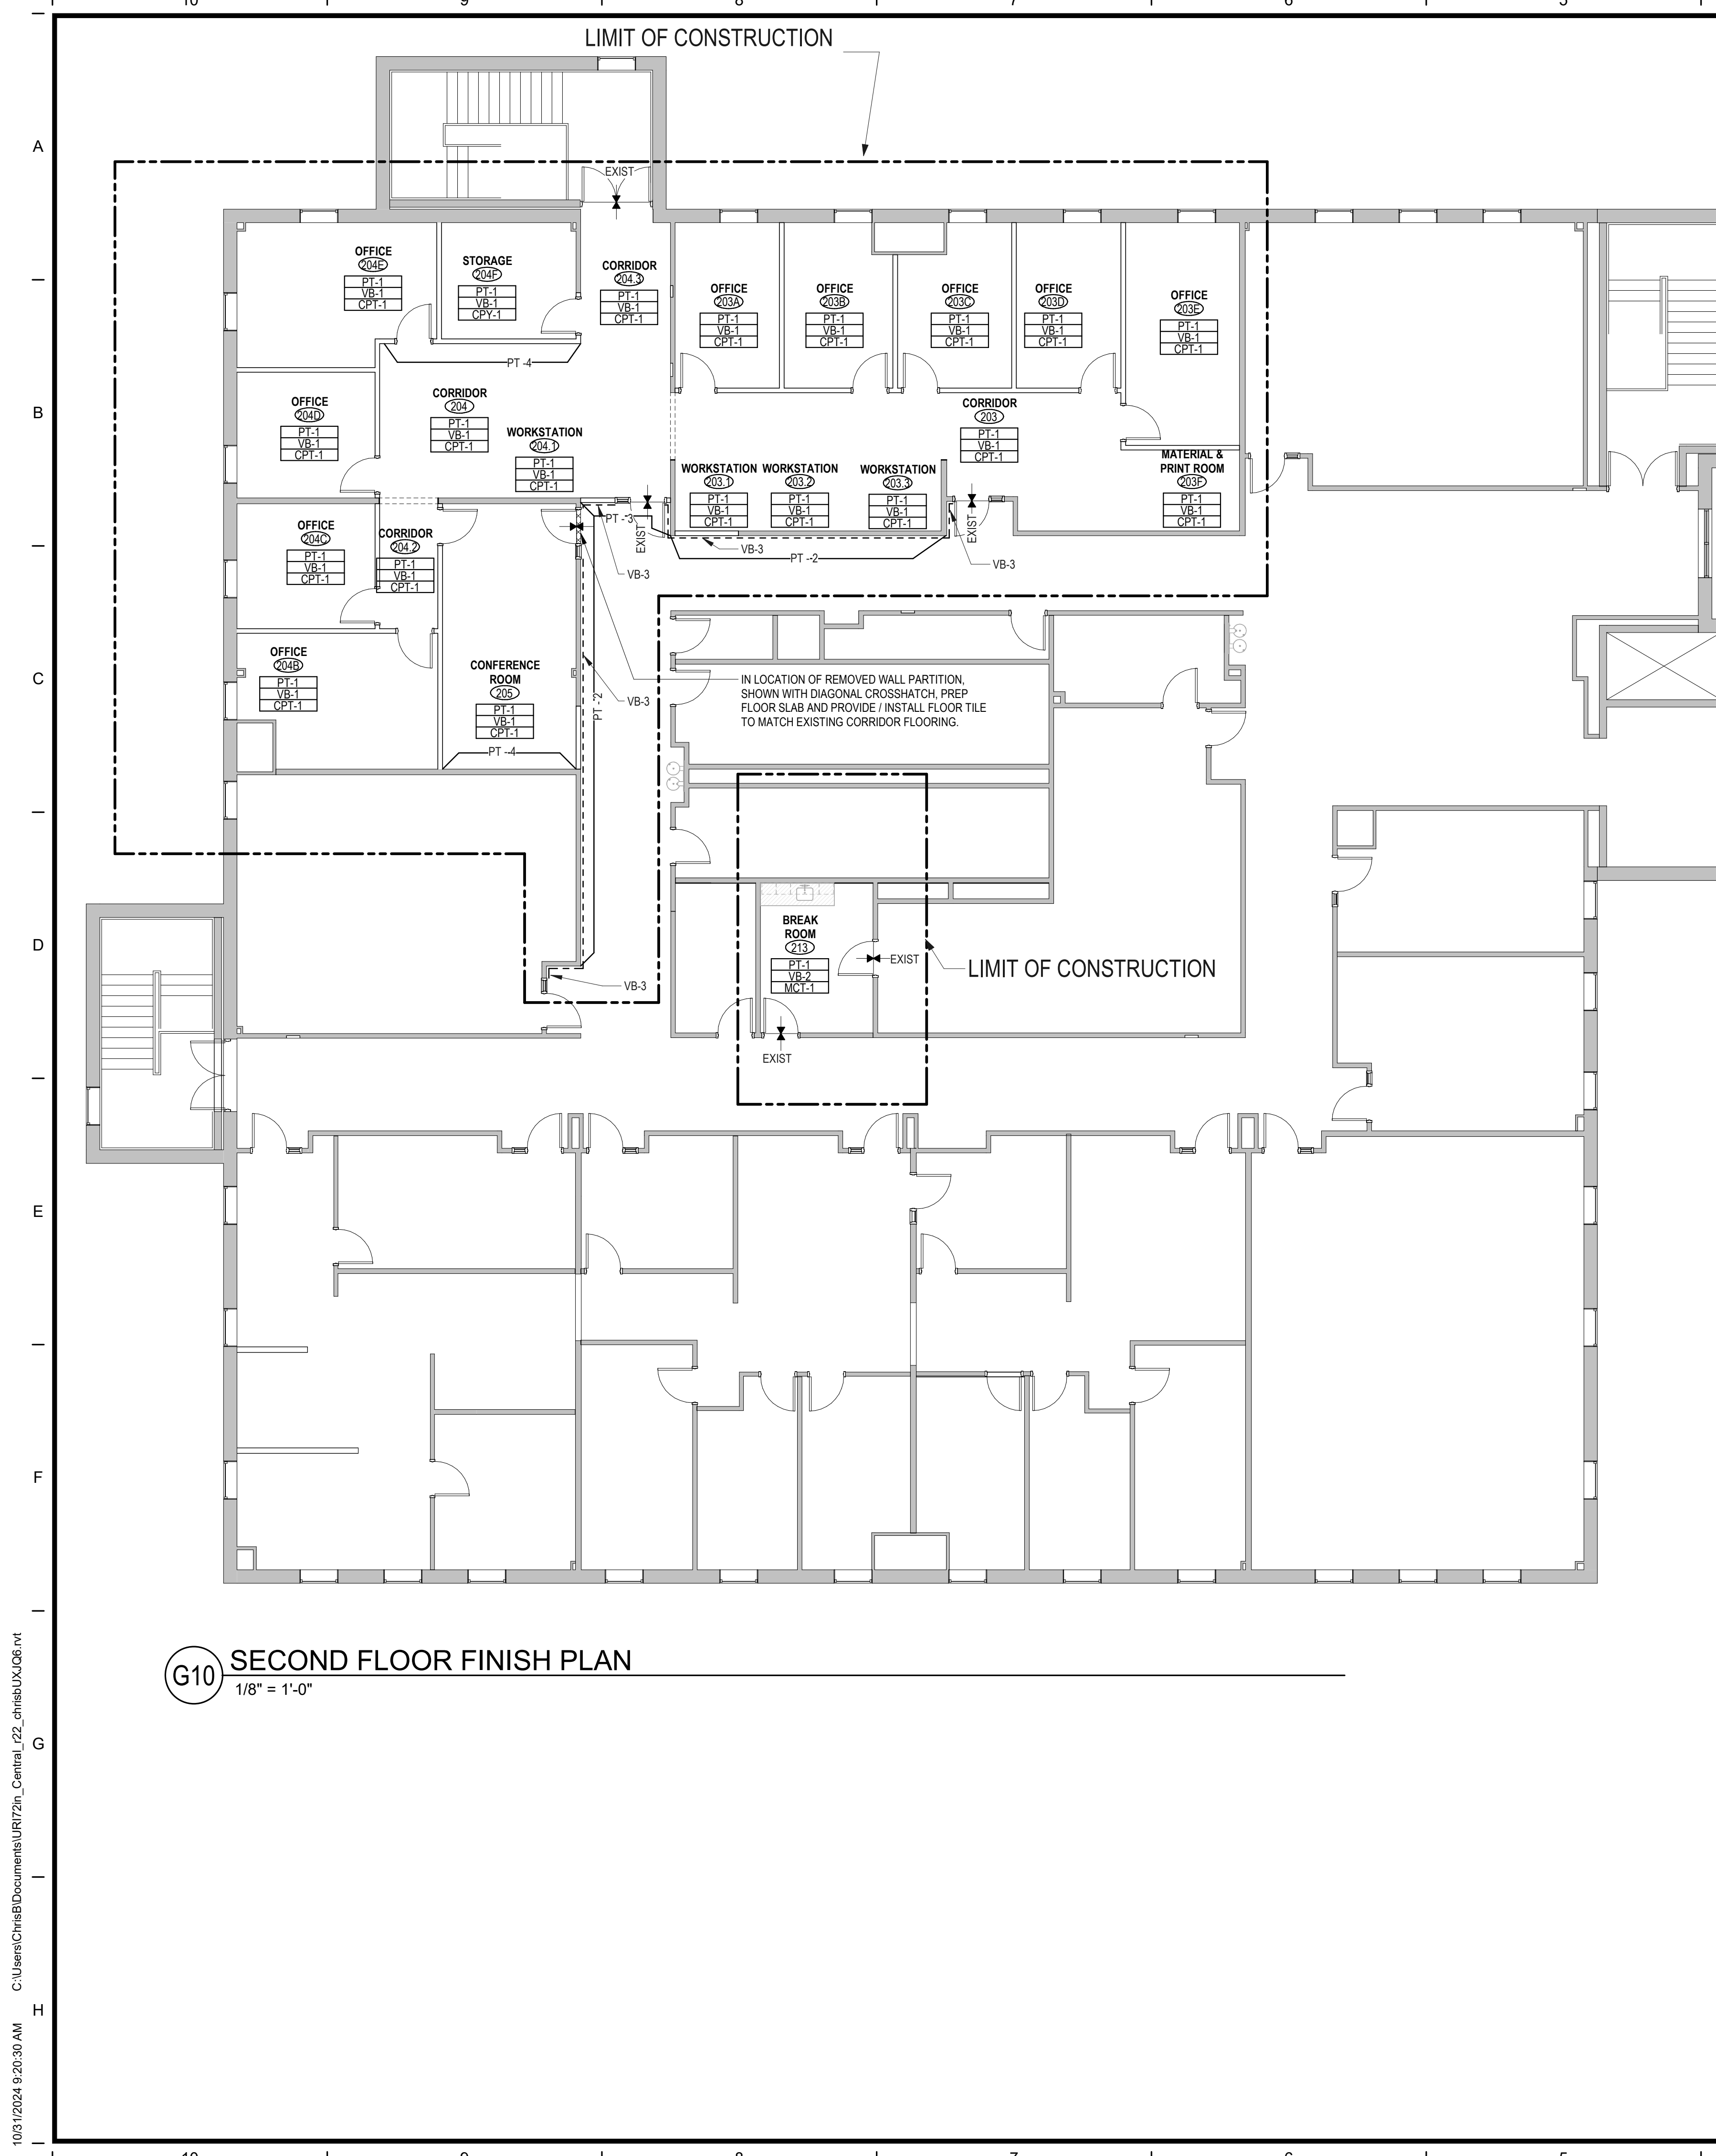 10
9
8
7
6
5
LIMIT OF CONSTRUCTION
A
B
C
D
E
F
G
H
EXIST
OFFICE
204E
PT-1
VB-1
CPT-1
STORAGE
204F
PT-1
VB-1
CPY-1
CORRIDOR
204.3
PT-1
VB-1
CPT-1
OFFICE
203A
PT-1
VB-1
CPT-1
OFFICE
203B
PT-1
VB-1
CPT-1
OFFICE
203C
PT-1
VB-1
CPT-1
OFFICE
203D
PT-1
VB-1
CPT-1
OFFICE
203E
PT-1
VB-1
CPT-1
PT -4
OFFICE
204D
PT-1
VB-1
CPT-1
CORRIDOR
204
PT-1
VB-1
CPT-1
WORKSTATION
204.1
PT-1
VB-1
CPT-1
CORRIDOR
203
PT-1
VB-1
CPT-1
WORKSTATION
203.1
PT-1
VB-1
CPT-1
WORKSTATION
203.2
PT-1
VB-1
CPT-1
WORKSTATION
203.3
PT-1
VB-1
CPT-1
MATERIAL &
PRINT ROOM
203F
PT-1
VB-1
CPT-1
OFFICE
204C
PT-1
VB-1
CPT-1
CORRIDOR
204.2
PT-1
VB-1
CPT-1
PT --3
EXIST
VB-3
PT --2
EXIST
VB-3
VB-3
OFFICE
204B
PT-1
VB-1
CPT-1
CONFERENCE
ROOM
205
PT-1
VB-1
CPT-1
PT --4
PT -'2
VB-3
IN LOCATION OF REMOVED WALL PARTITION,
SHOWN WITH DIAGONAL CROSSHATCH, PREP
FLOOR SLAB AND PROVIDE / INSTALL FLOOR TILE
TO MATCH EXISTING CORRIDOR FLOORING.
BREAK
ROOM
213
PT-1
VB-2
MCT-1
EXIST
LIMIT OF CONSTRUCTION
VB-3
EXIST
G10
SECOND FLOOR FINISH PLAN
1/8" = 1'-0"
10/31/2024 9:20:30 AM C:\Users\ChrisB\Documents\URI72in_Central_r22_chrisbUXJQ6.rvt
10
9
8
7
6
5